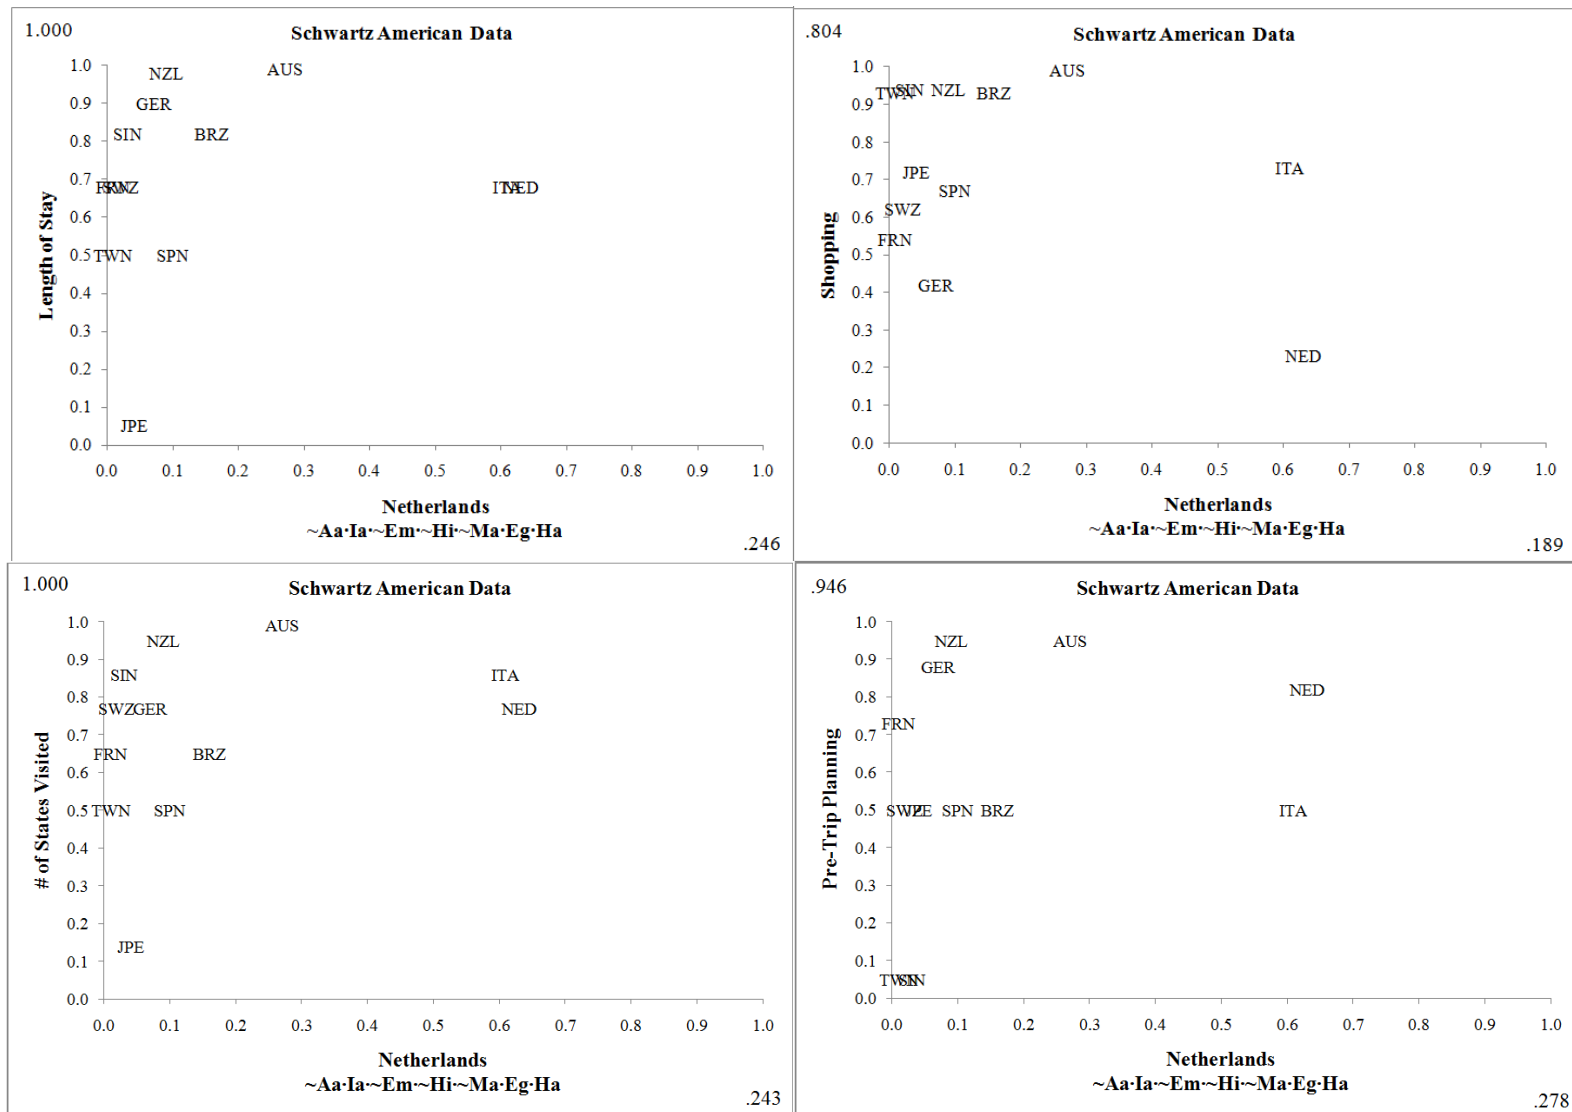 1.000
Schwartz American Data
1.0 NZL AUS
0.9 GER
0.8 SIN BRZ
0.7 FRN SWZ ITA NED
0.6
0.5 TWN SPN
0.4
0.3
0.2
0.1 JPE
0.0
Length of Stay
0.0 0.1 0.2 0.3 0.4 0.5 0.6 0.7 0.8 0.9 1.0
Netherlands
~Aa·Ia·~Em·~Hi·~Ma·Eg·Ha
.246
.804
Schwartz American Data
1.0 AUS
0.9 TWN SIN NZL BRZ
0.8
0.7 JPE SPN ITA
0.6 SWZ
0.5 FRN
0.4 GER
0.3
0.2 NED
0.1
0.0
Shopping
0.0 0.1 0.2 0.3 0.4 0.5 0.6 0.7 0.8 0.9 1.0
Netherlands
~Aa·Ia·~Em·~Hi·~Ma·Eg·Ha
.189
1.000
Schwartz American Data
1.0 AUS
0.9 NZL
0.8 SIN ITA
0.7 SWZ GER NED
0.6 FRN BRZ
0.5 TWN SPN
0.4
0.3
0.2
0.1 JPE
0.0
# of States Visited
0.0 0.1 0.2 0.3 0.4 0.5 0.6 0.7 0.8 0.9 1.0
Netherlands
~Aa·Ia·~Em·~Hi·~Ma·Eg·Ha
.243
.946
Schwartz American Data
1.0 NZL AUS
0.9 GER
0.8 NED
0.7 FRN
0.6
0.5 SWZ JPE SPN BRZ ITA
0.4
0.3
0.2
0.1
0.0 TWN SIN
Pre-Trip Planning
0.0 0.1 0.2 0.3 0.4 0.5 0.6 0.7 0.8 0.9 1.0
Netherlands
~Aa·Ia·~Em·~Hi·~Ma·Eg·Ha
.278